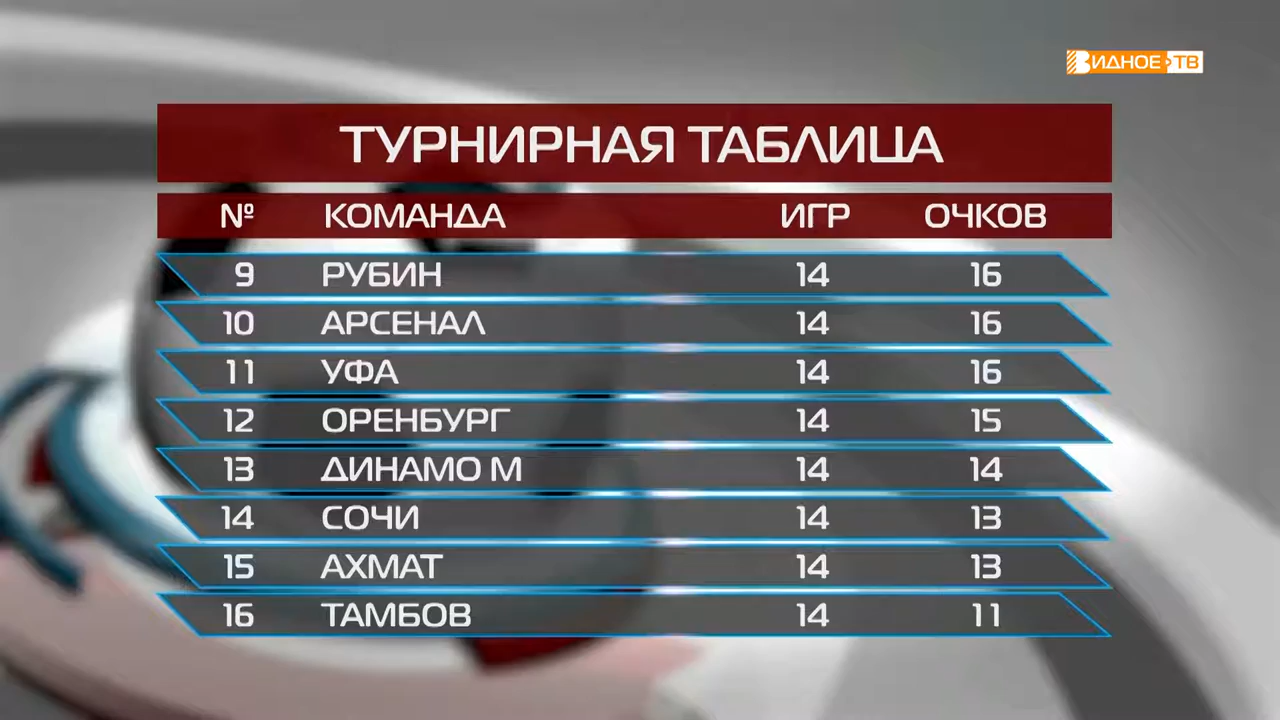 ВИДНОЕ-ТВ
ТУРНИРНАЯ ТАБЛИЦА
№ КОМАНДА ИГР ОЧКОВ
9 РУБИН 14 16
10 АРСЕНАЛ 14 16
11 УФА 14 16
12 ОРЕНБУРГ 14 15
13 ДИНАМО М 14 14
14 СОЧИ 14 13
15 АХМАТ 14 13
16 ТАМБОВ 14 11